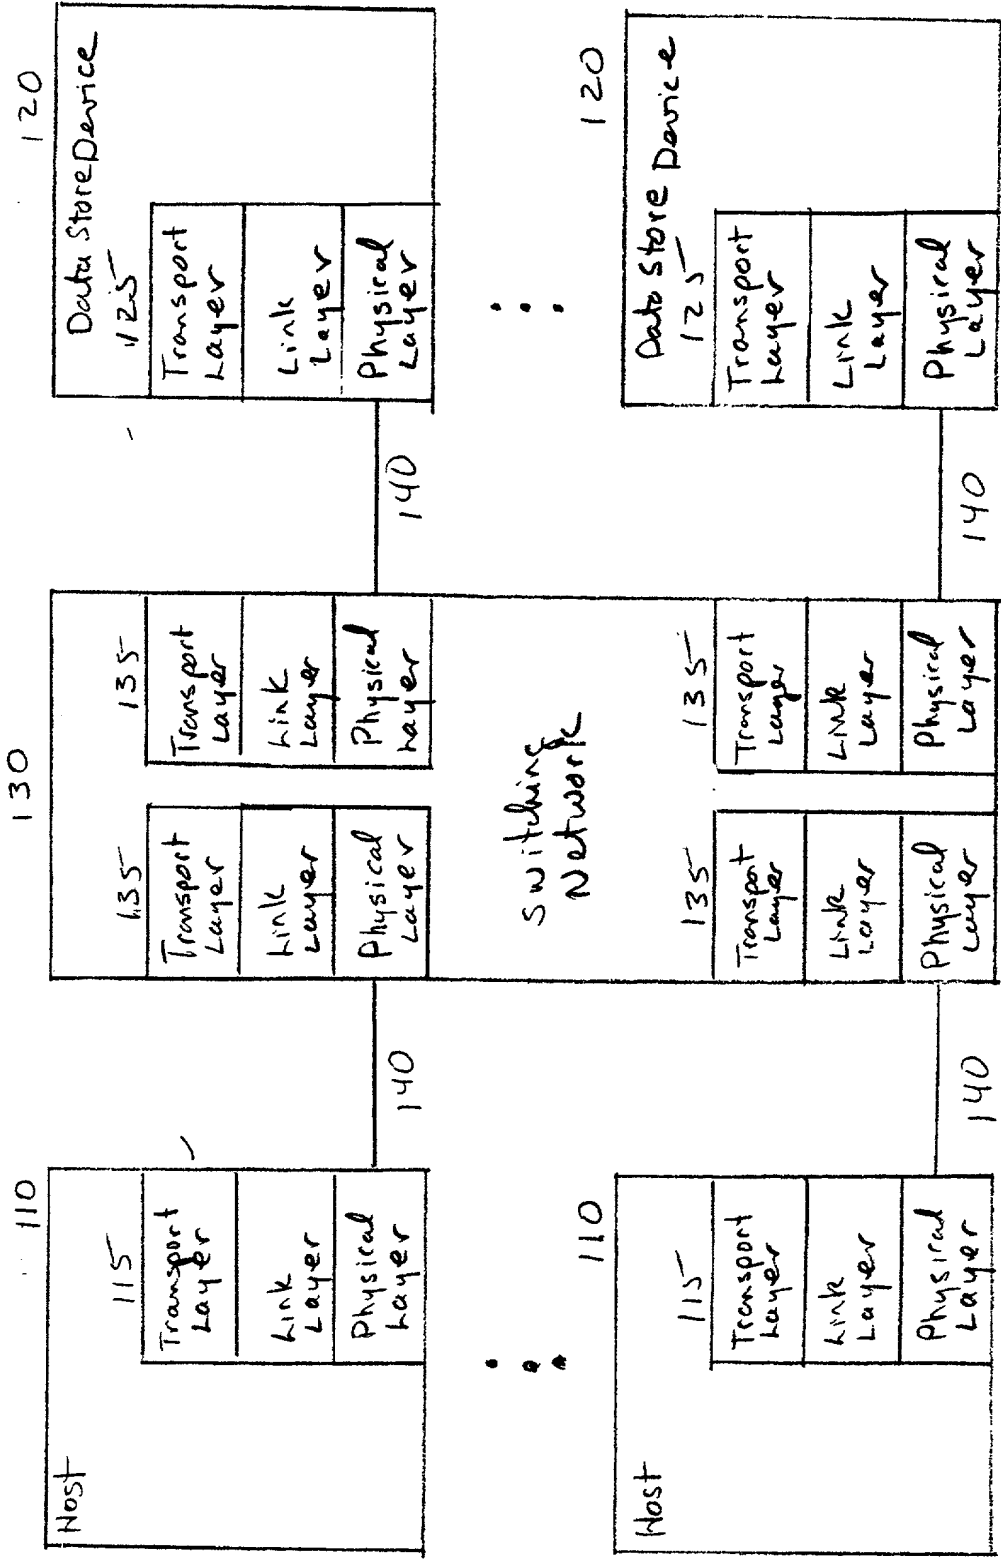 110
Host
115
Transport
Layer
Link
Layer
Physical
Layer
140
130
135
Transport
Layer
Link
Layer
Physical
Layer
135
Transport
Layer
Link
Layer
Physical
Layer
140
120
Data Store Device
125
Transport
Layer
Link
Layer
Physical
Layer
Switching
Network
110
Host
115
Transport
Layer
Link
Layer
Physical
Layer
140
135
Transport
Layer
Link
Layer
Physical
Layer
135
Transport
Layer
Link
Layer
Physical
Layer
140
120
Data Store Device
125
Transport
Layer
Link
Layer
Physical
Layer